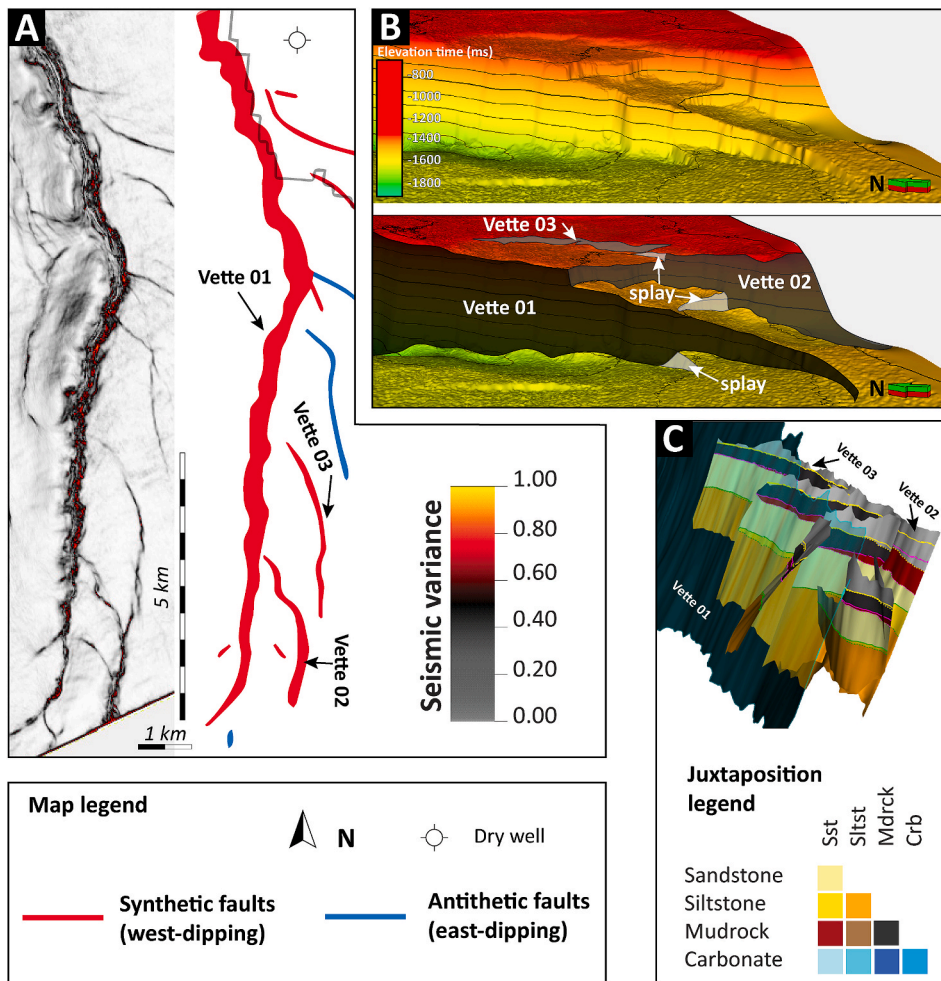 A
Vette 01
Vette 03
Vette 02
5 km
1 km
Seismic variance
1.00
0.80
0.60
0.40
0.20
0.00
B
Elevation time (ms)
-800
-1000
-1200
-1400
-1600
-1800
N
Vette 03
Vette 02
splay
Vette 01
splay
N
C
Vette 03
Vette 02
Vette 01
Juxtaposition
legend
Sst
Sltst
Mdrck
Crb
Sandstone
Siltstone
Mudrock
Carbonate
Map legend
N
Dry well
Synthetic faults
(west-dipping)
Antithetic faults
(east-dipping)